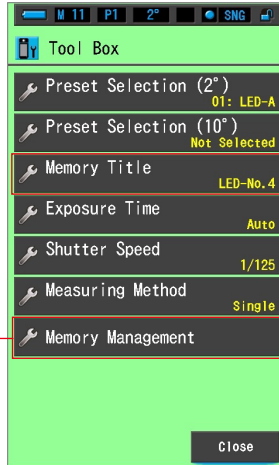 M 11 P1 2° SNG
Tool Box
Preset Selection (2°)
01: LED-A
Preset Selection (10°)
Not Selected
Memory Title
LED-No.4
Exposure Time
Auto
Shutter Speed
1/125
Measuring Method
Single
Memory Management
Close